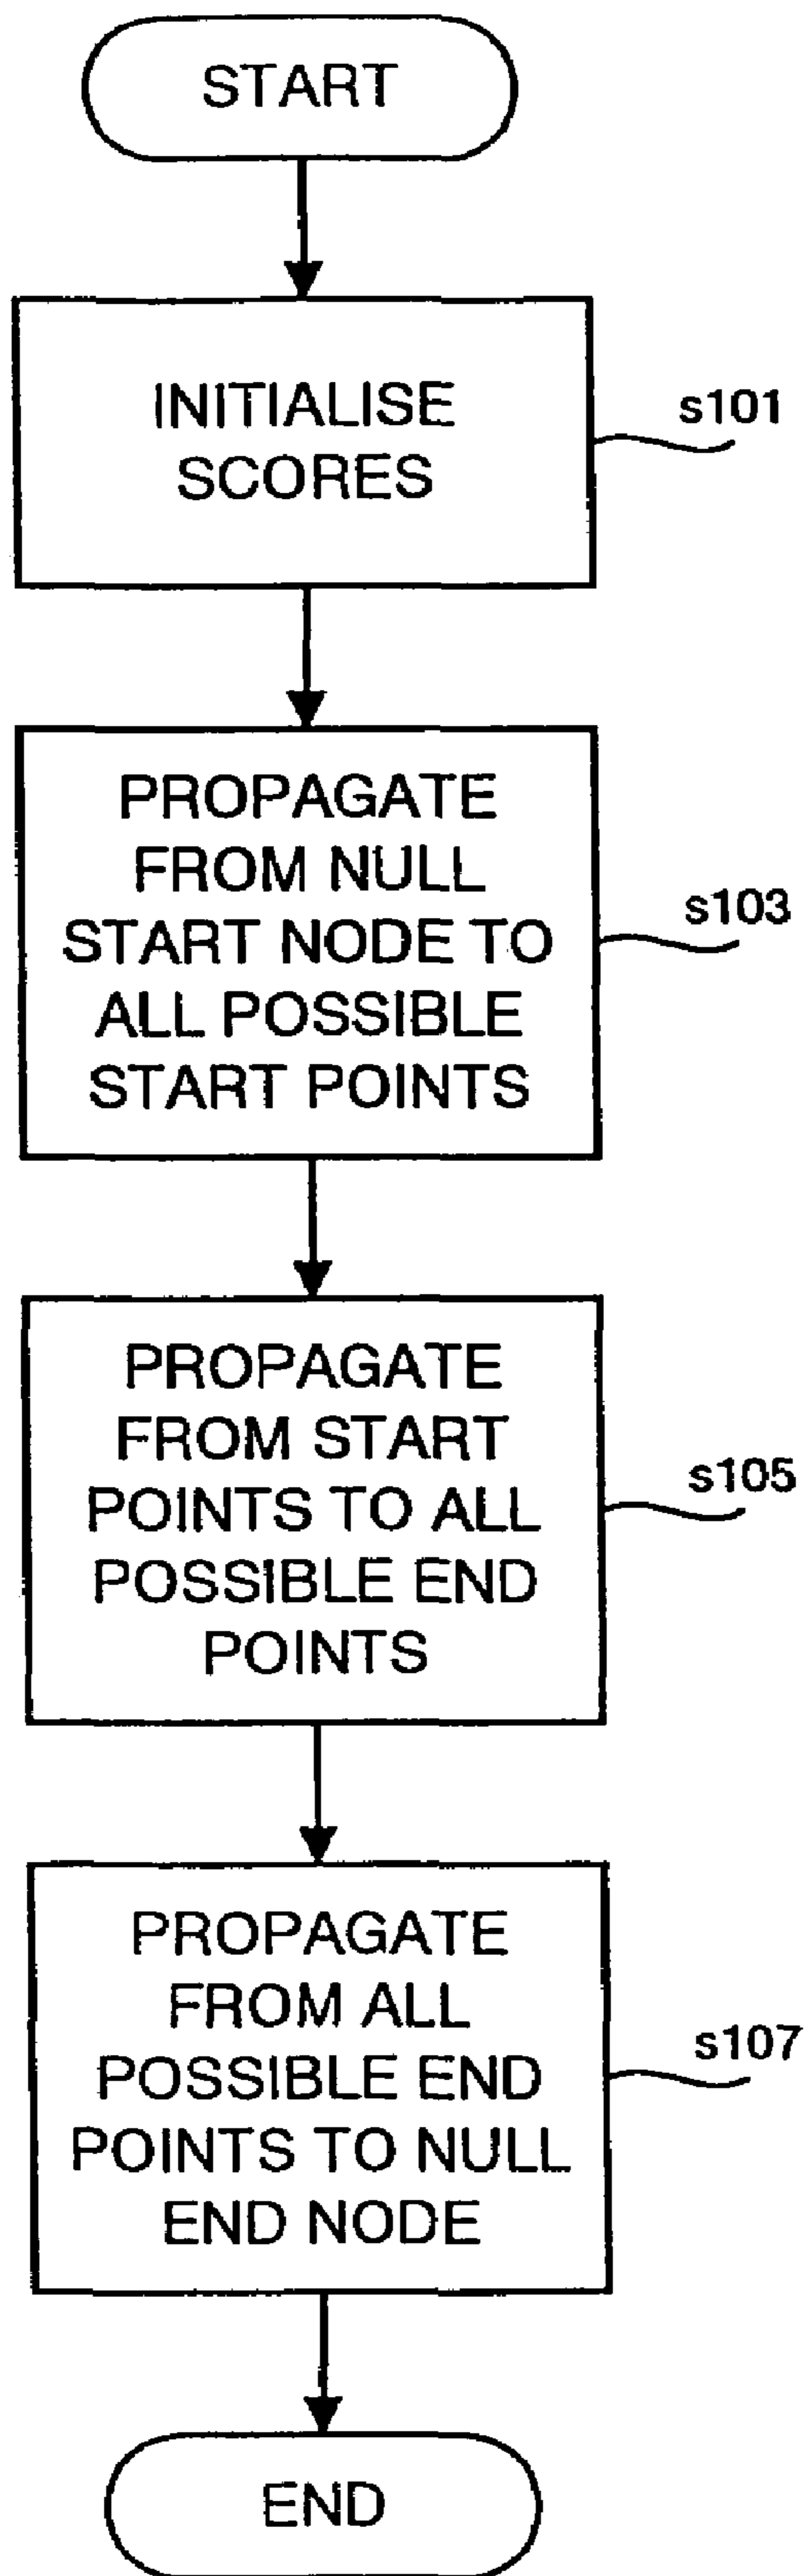 START
INITIALISE
SCORES
s101
PROPAGATE
FROM NULL
START NODE TO
ALL POSSIBLE
START POINTS
s103
PROPAGATE
FROM START
POINTS TO ALL
POSSIBLE END
POINTS
s105
PROPAGATE
FROM ALL
POSSIBLE END
POINTS TO NULL
END NODE
s107
END